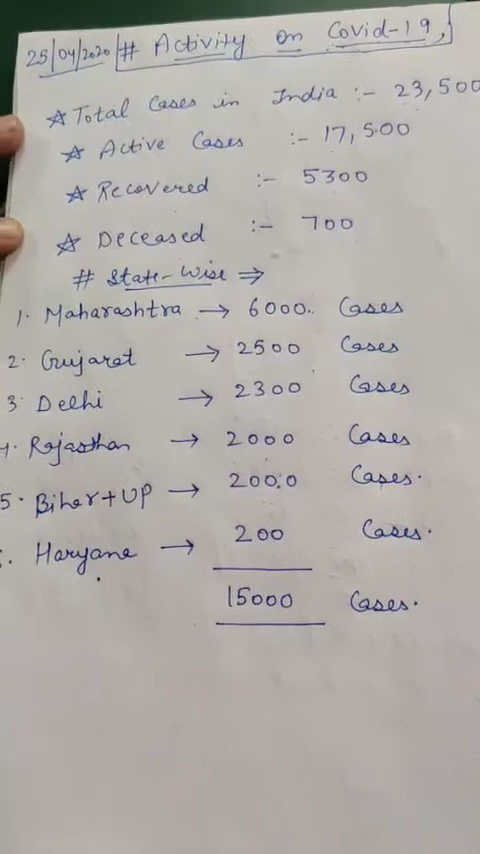 25/04/2020 # Activity on Covid-19,
☆ Total Cases in India :- 23,500
☆ Active Cases :- 17,500
☆ Recovered :- 5300
☆ Deceased :- 700
# State-Wise ⇒
1. Maharashtra → 6000.. Cases
2. Gujarat → 2500 Cases
3. Delhi → 2300 Cases
4. Rajasthan → 2000 Cases
5. Bihar+UP → 2000 Cases.
. Haryana → 200 Cases.
15000 Cases.